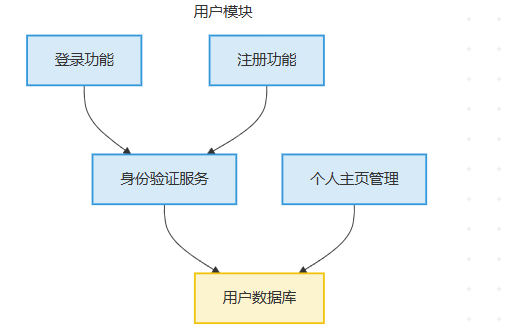 用户模块
登录功能
注册功能
身份验证服务
个人主页管理
用户数据库